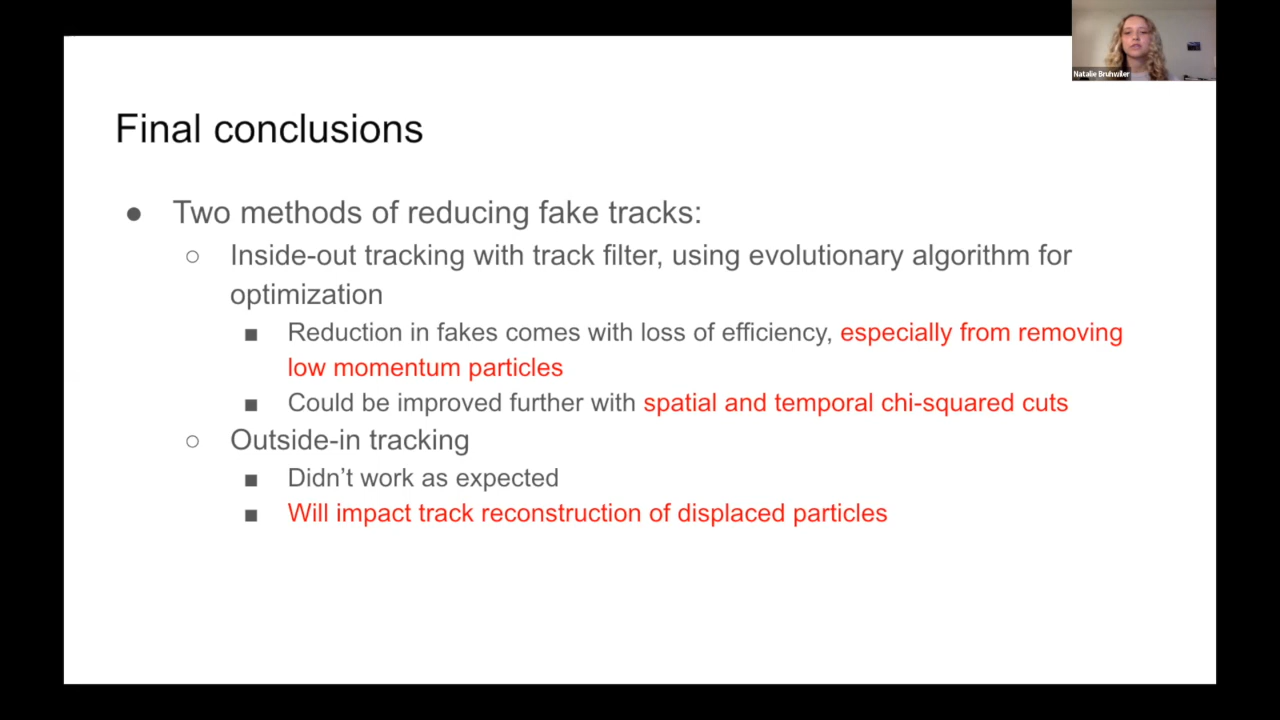 Natalie Bruhwiler
Final conclusions
● Two methods of reducing fake tracks:
○ Inside-out tracking with track filter, using evolutionary algorithm for
optimization
■ Reduction in fakes comes with loss of efficiency, especially from removing
low momentum particles
■ Could be improved further with spatial and temporal chi-squared cuts
○ Outside-in tracking
■ Didn’t work as expected
■ Will impact track reconstruction of displaced particles